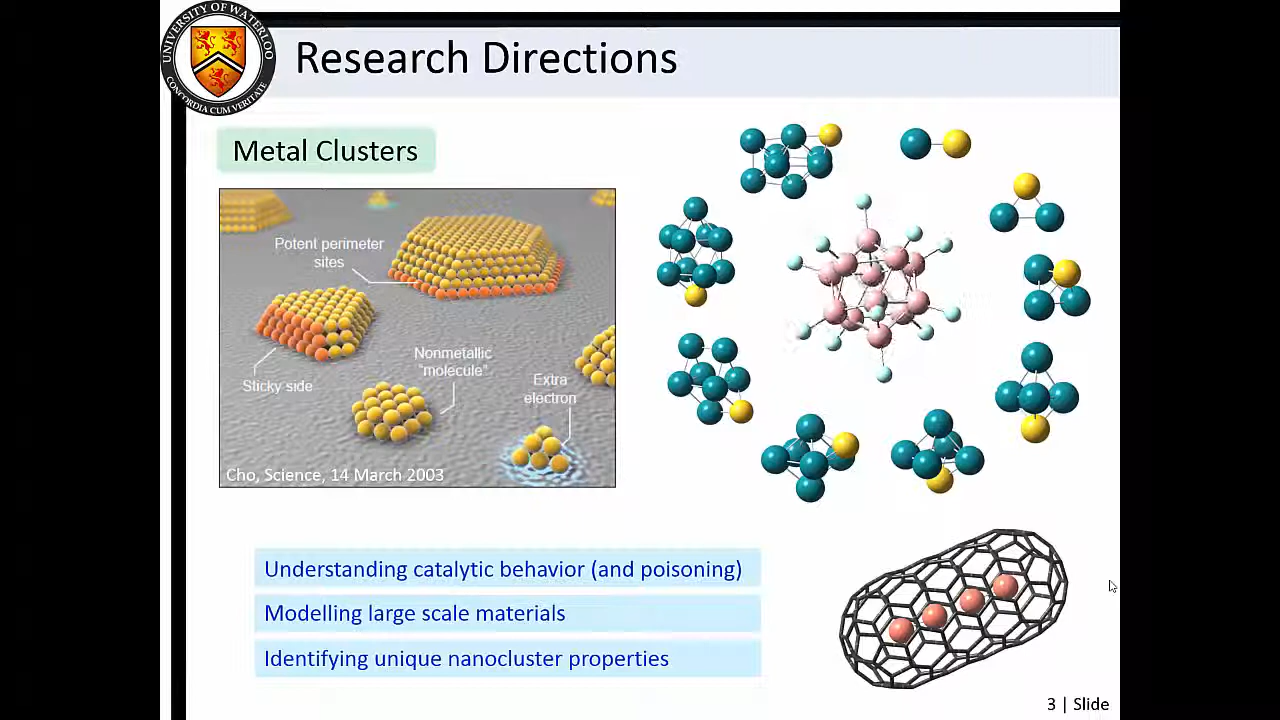 UNIVERSITY OF WATERLOO
CONCORDIA CUM VERITATE
Research Directions
Metal Clusters
Potent perimeter
sites
Sticky side
Nonmetallic
"molecule"
Extra
electron
Cho, Science, 14 March 2003
Understanding catalytic behavior (and poisoning)
Modelling large scale materials
Identifying unique nanocluster properties
3 | Slide